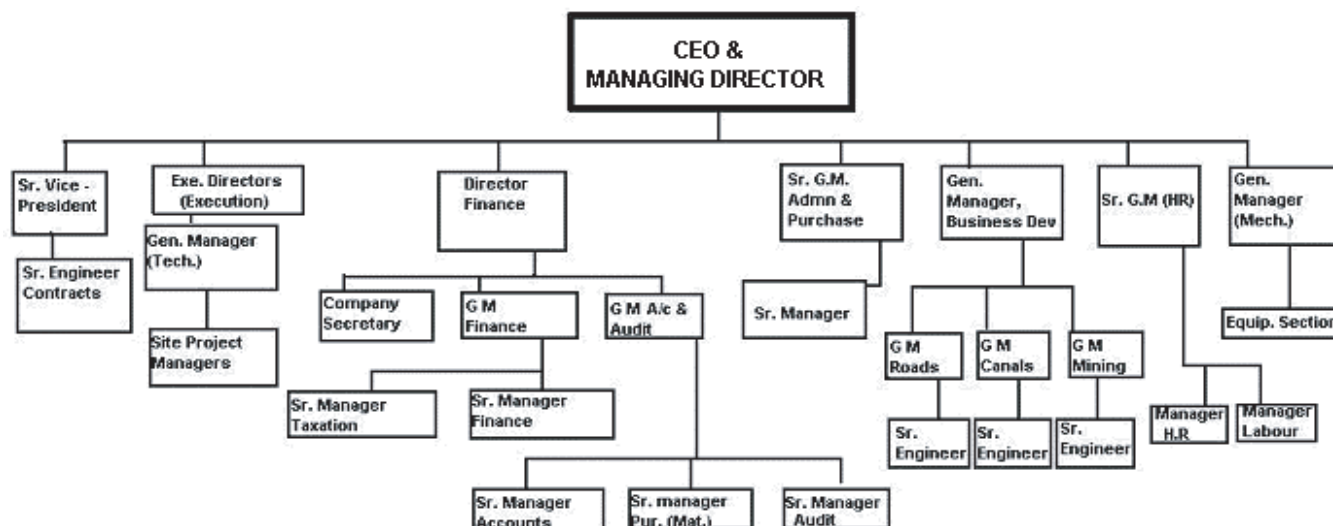 CEO &
MANAGING DIRECTOR
Sr. Vice -
President
Exe. Directors
(Execution)
Director
Finance
Sr. G.M.
Admn &
Purchase
Gen.
Manager,
Business Dev
Sr. G.M (HR)
Gen.
Manager
(Mech.)
Sr. Engineer
Contracts
Gen. Manager
(Tech.)
Site Project
Managers
Company
Secretary
G M
Finance
G M A/c &
Audit
Sr. Manager
G M
Roads
G M
Canals
G M
Mining
Equip. Section
Sr. Manager
Taxation
Sr. Manager
Finance
Sr.
Engineer
Sr.
Engineer
Sr.
Engineer
Manager
H.R
Manager
Labour
Sr. Manager
Accounts
Sr. manager
Pur. (Mat.)
Sr. Manager
Audit